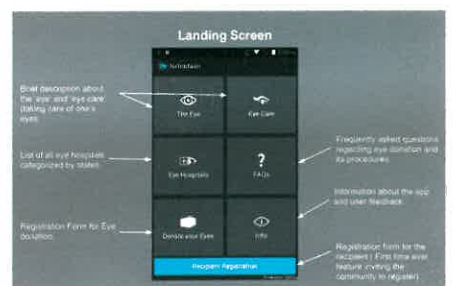 Landing Screen
Brief description about
the 'eye' and 'eye care'
(taking care of one's
eyes.
The Eye
Eye Care
List of all eye hospitals
categorized by states.
Eye Hospitals
FAQs
Frequently asked questions
regarding eye donation and
its procedures.
Information about the app
and user feedback.
Registration Form for Eye
donation.
Donate your Eyes
Info
Recipient Registration
Registration form for the
recipient ( First time ever
feature inviting the
community to register)